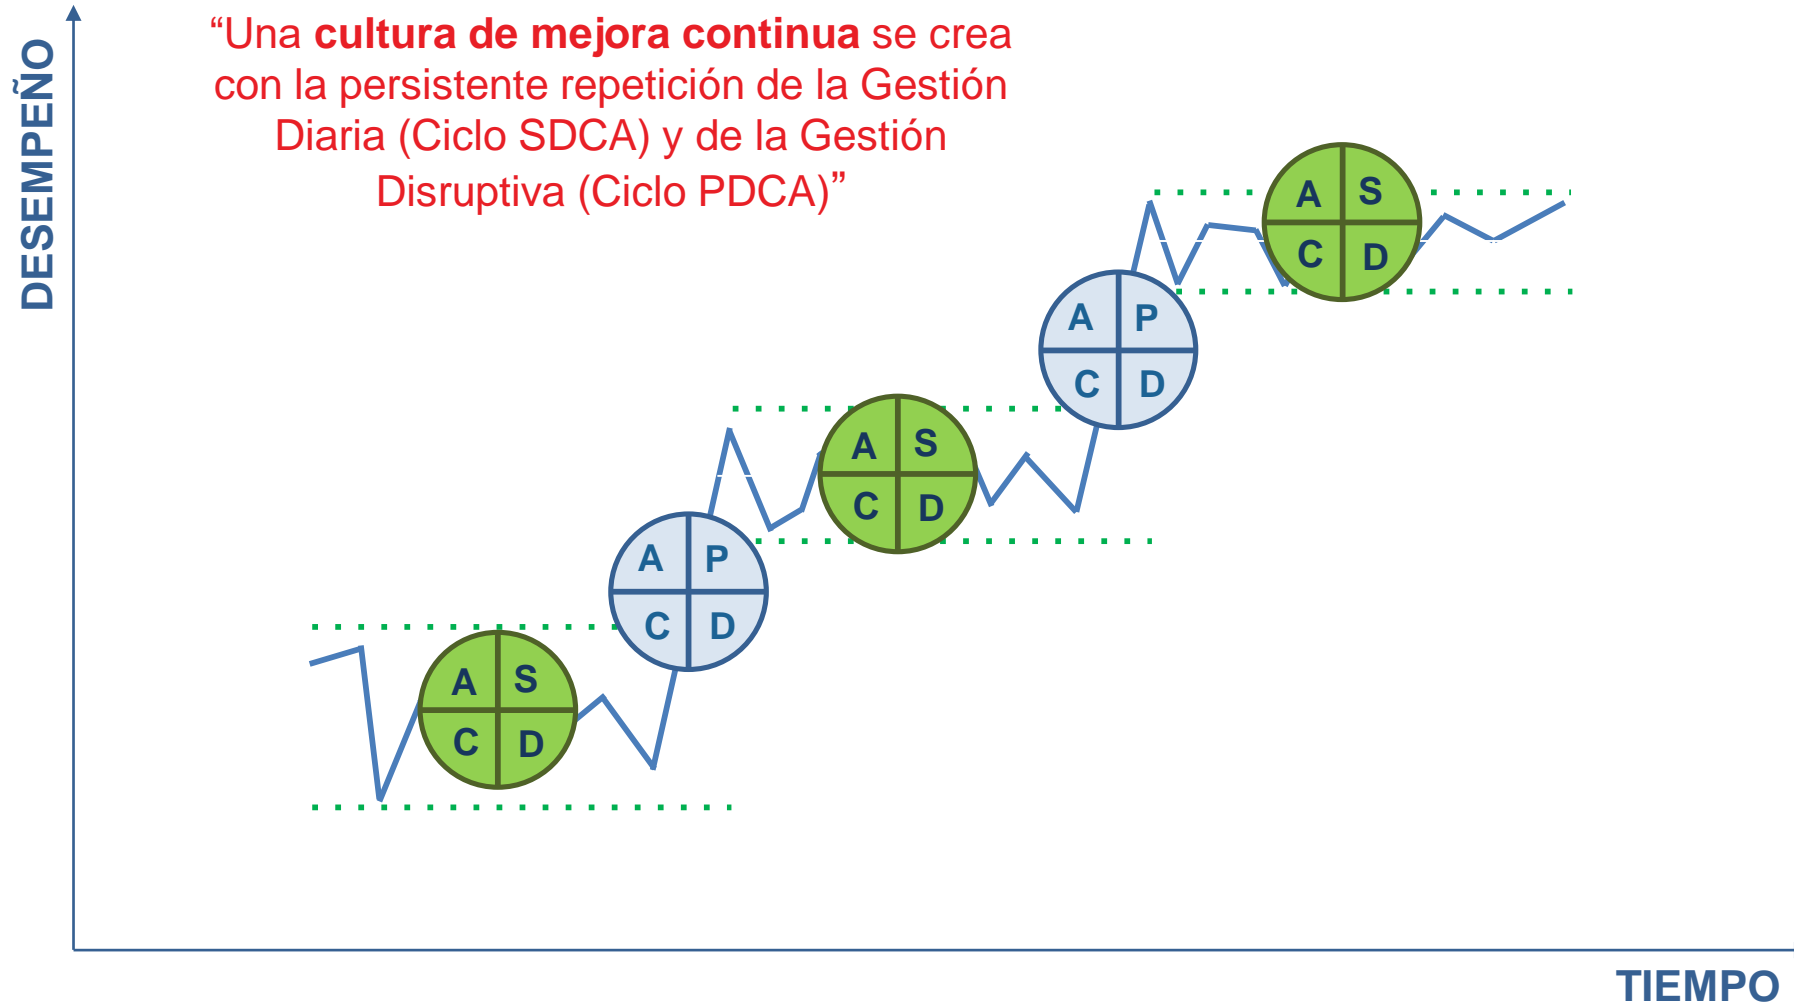 “Una cultura de mejora continua se crea
con la persistente repetición de la Gestión
Diaria (Ciclo SDCA) y de la Gestión
Disruptiva (Ciclo PDCA)”
DESEMPEÑO
A S
C D
A P
C D
A S
C D
A P
C D
A S
C D
TIEMPO